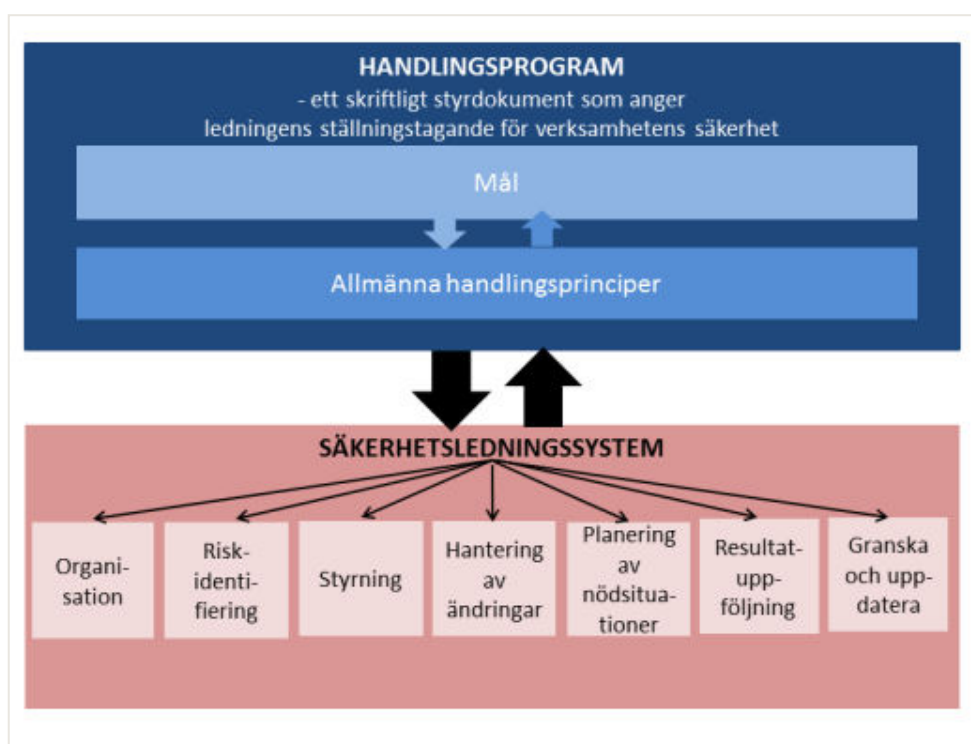 HANDLINGSPROGRAM
- ett skriftligt styrdokument som anger
ledningens ställningstagande för verksamhetens säkerhet
Mål
Allmänna handlingsprinciper
SÄKERHETSLEDNINGSSYSTEM
Organi-
sation
Risk-
identi-
fiering
Styrning
Hantering
av
ändringar
Planering
av
nödsitua-
tioner
Resultat-
upp-
följning
Granska
och upp-
datera